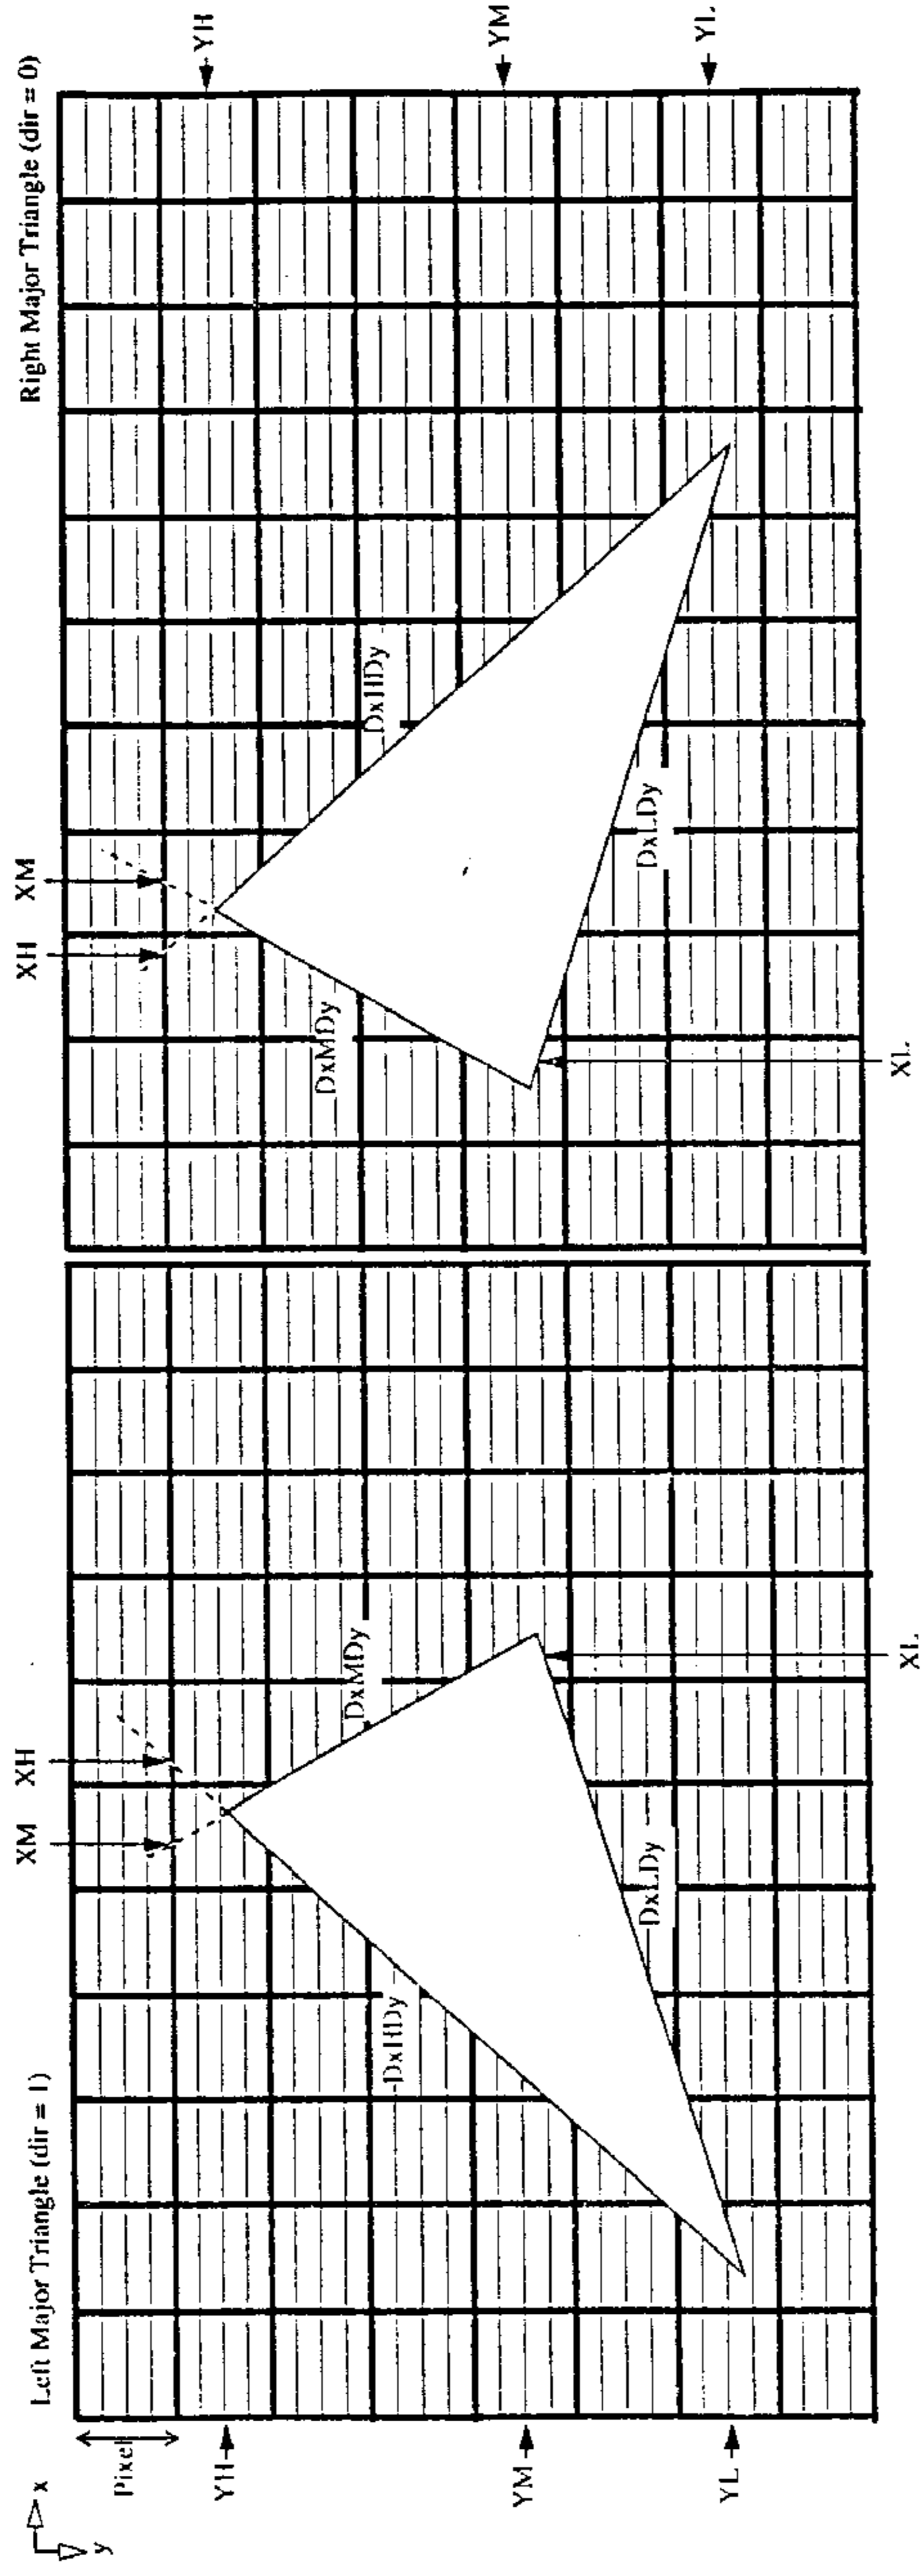 Left Major Triangle (dir = 1)
Right Major Triangle (dir = 0)
x
y
Pixel
XM
XH
XH
XM
YH
YH
DxMDy
DxHDy
DxMDy
DxHDy
YM
YM
DxLDy
DxLDy
YL
YL
XL
XL